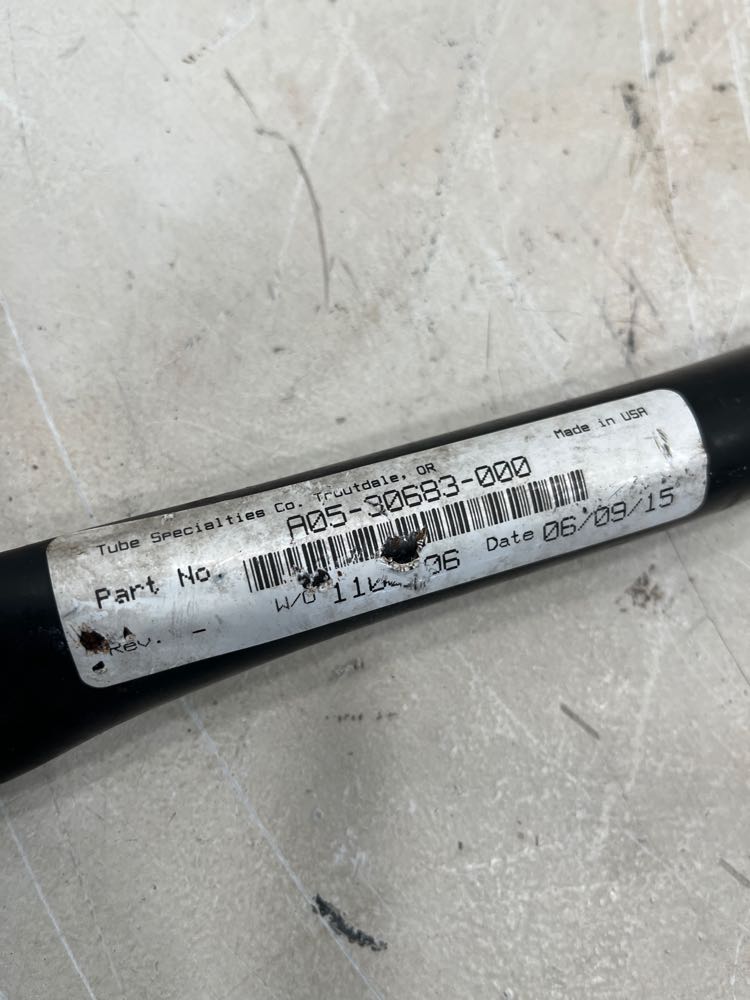 Tube Specialties Co. Troutdale, OR
Made in USA
Part No A05-30683-000
W/O Date 06/09/15
Rev. -